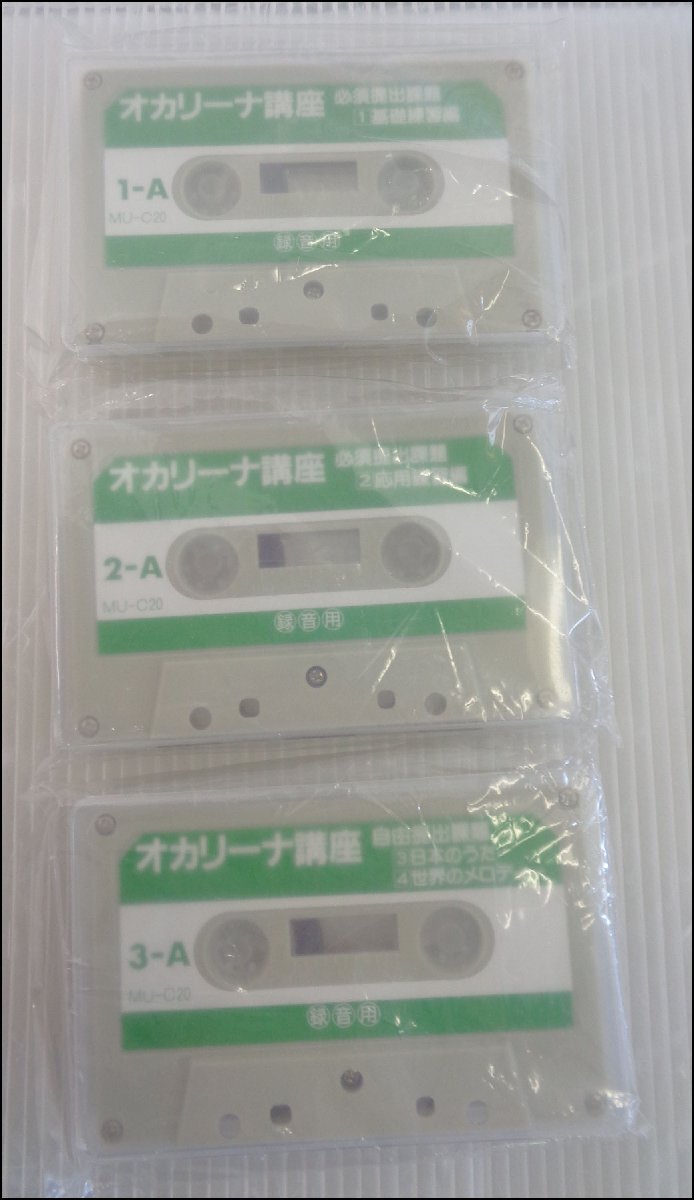 オカリーナ講座 必須提出課題
1 基礎練習編
1-A
MU-C20
録音用
オカリーナ講座 必須提出課題
2 応用練習編
2-A
MU-C20
録音用
オカリーナ講座 自由提出課題
3 日本のうた
4 世界のメロデ
3-A
MU-C20
録音用